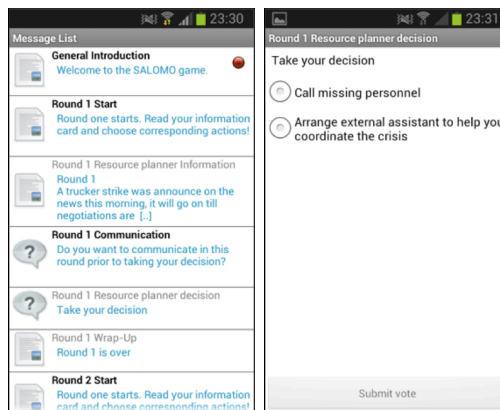 23:30
Message List
General Introduction
Welcome to the SALOMO game.
Round 1 Start
Round one starts. Read your information
card and choose corresponding actions!
Round 1 Resource planner Information
Round 1
A trucker strike was announce on the
news this morning, it will go on till
negotiations are [..]
Round 1 Communication
Do you want to communicate in this
round prior to taking your decision?
Round 1 Resource planner decision
Take your decision
Round 1 Wrap-Up
Round 1 is over
Round 2 Start
Round one starts. Read your information
card and choose corresponding actions!
23:31
Round 1 Resource planner decision
Take your decision
Call missing personnel
Arrange external assistant to help you
coordinate the crisis
Submit vote